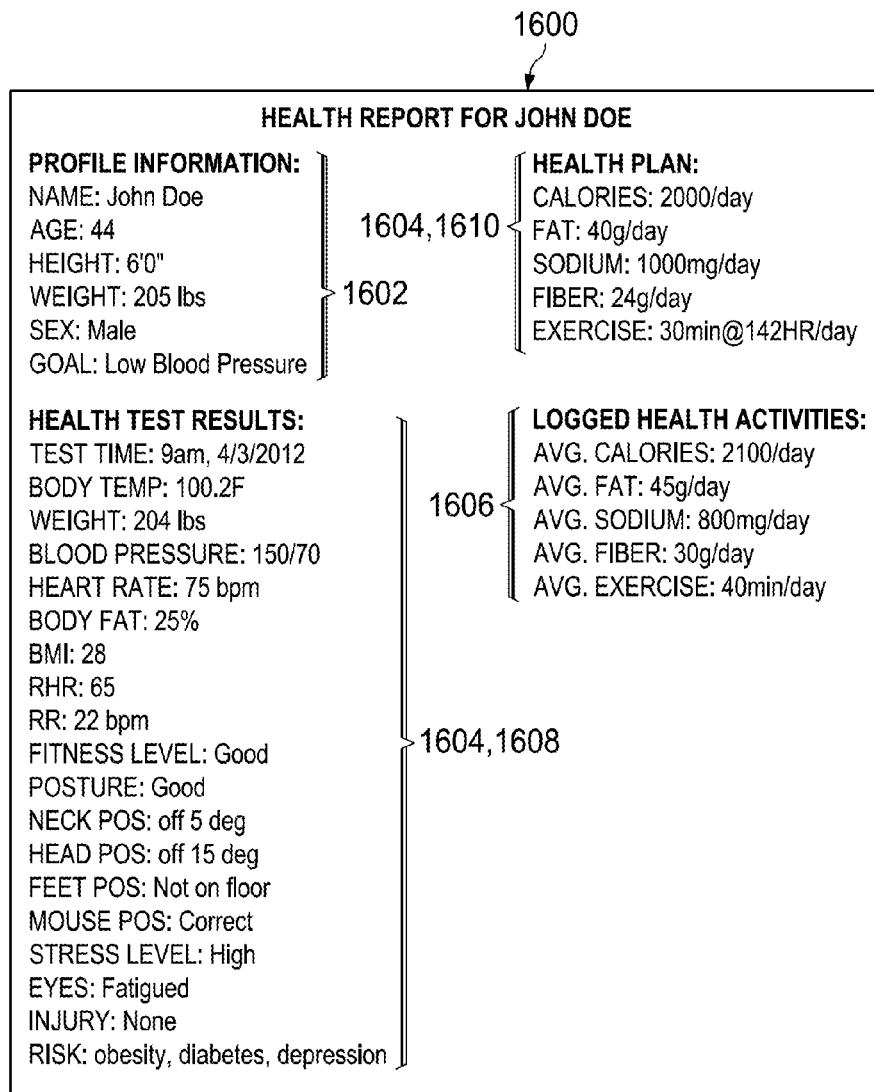 1600
HEALTH REPORT FOR JOHN DOE
PROFILE INFORMATION:
NAME: John Doe
AGE: 44
HEIGHT: 6'0"
WEIGHT: 205 lbs
SEX: Male
GOAL: Low Blood Pressure
1602
1604,1610
HEALTH PLAN:
CALORIES: 2000/day
FAT: 40g/day
SODIUM: 1000mg/day
FIBER: 24g/day
EXERCISE: 30min@142HR/day
HEALTH TEST RESULTS:
TEST TIME: 9am, 4/3/2012
BODY TEMP: 100.2F
WEIGHT: 204 lbs
BLOOD PRESSURE: 150/70
HEART RATE: 75 bpm
BODY FAT: 25%
BMI: 28
RHR: 65
RR: 22 bpm
FITNESS LEVEL: Good
POSTURE: Good
NECK POS: off 5 deg
HEAD POS: off 15 deg
FEET POS: Not on floor
MOUSE POS: Correct
STRESS LEVEL: High
EYES: Fatigued
INJURY: None
RISK: obesity, diabetes, depression
1604,1608
1606
LOGGED HEALTH ACTIVITIES:
AVG. CALORIES: 2100/day
AVG. FAT: 45g/day
AVG. SODIUM: 800mg/day
AVG. FIBER: 30g/day
AVG. EXERCISE: 40min/day